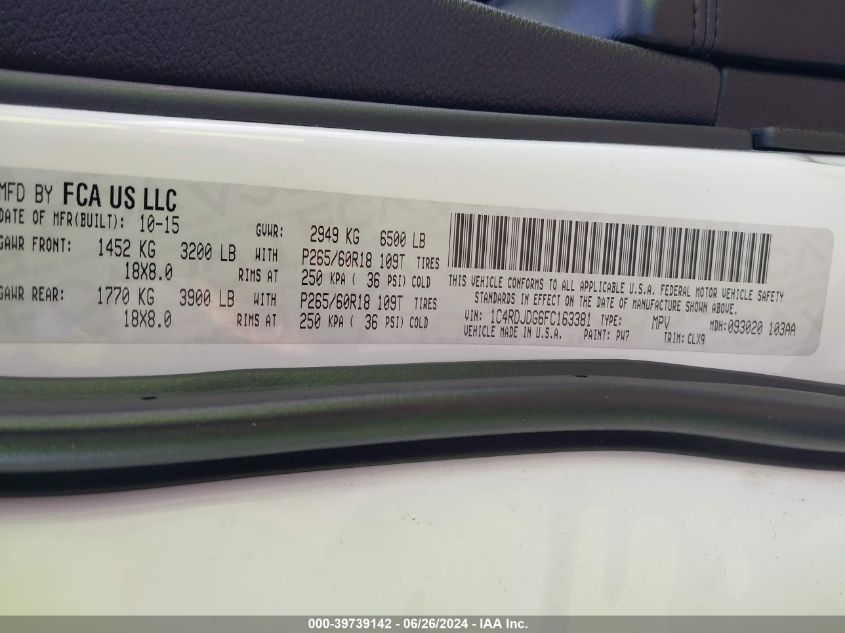 MFD BY FCA US LLC
DATE OF MFR(BUILT): 10-15 GVWR: 2949 KG 6500 LB
GAWR FRONT: 1452 KG 3200 LB WITH P265/60R18 109T TIRES
18X8.0 RIMS AT 250 KPA ( 36 PSI) COLD
GAWR REAR: 1770 KG 3900 LB WITH P265/60R18 109T TIRES
18X8.0 RIMS AT 250 KPA ( 36 PSI) COLD
THIS VEHICLE CONFORMS TO ALL APPLICABLE U.S.A. FEDERAL MOTOR VEHICLE SAFETY
STANDARDS IN EFFECT ON THE DATE OF MANUFACTURE SHOWN ABOVE.
VIN: 1C4RDJDG6FC163381 TYPE: MPV MDH:093020 103AA
VEHICLE MADE IN U.S.A. PAINT: PW7 TRIM: CLX9
000-39739142 - 06/26/2024 - IAA Inc.